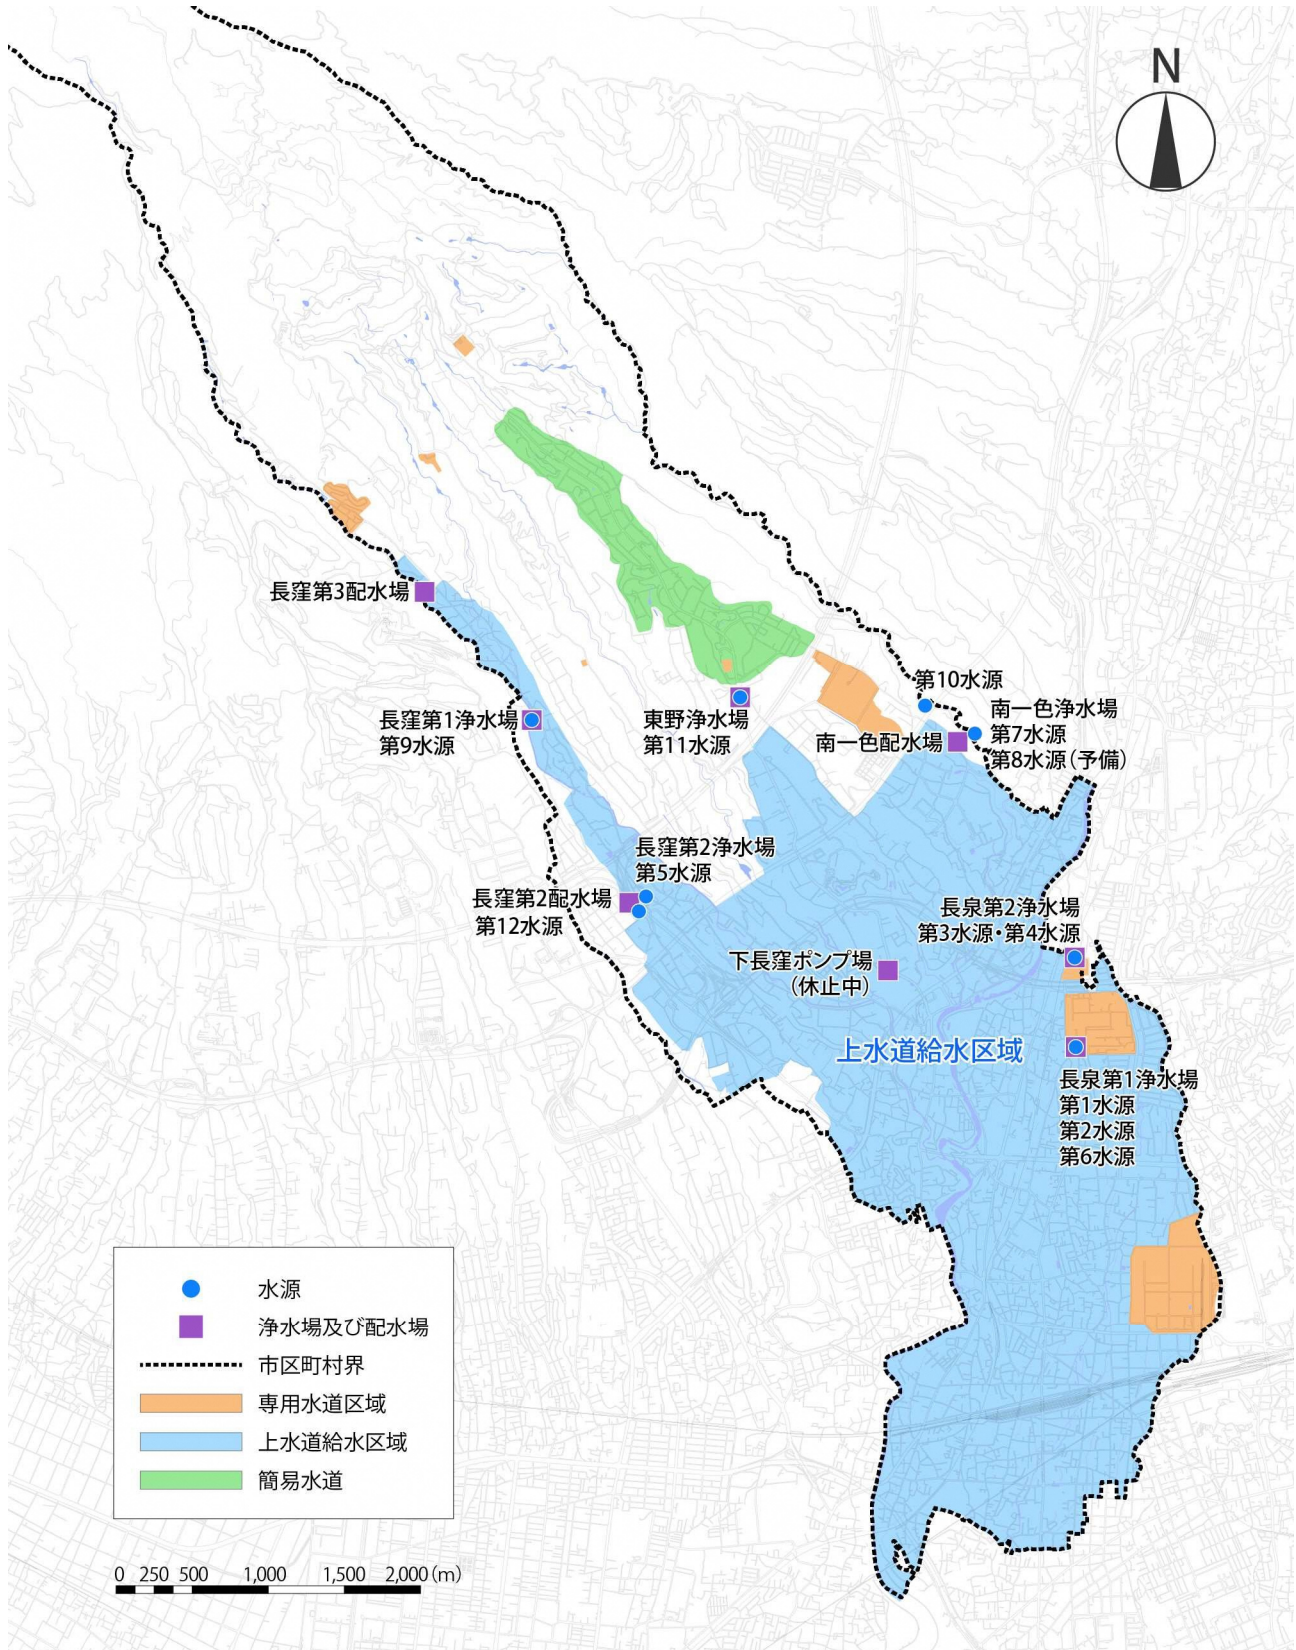 N
長窪第3配水場
第10水源
長窪第1浄水場
第9水源
東野浄水場
第11水源
南一色配水場
南一色浄水場
第7水源
第8水源(予備)
長窪第2浄水場
第5水源
長窪第2配水場
第12水源
長泉第2浄水場
第3水源・第4水源
下長窪ポンプ場
(休止中)
上水道給水区域
長泉第1浄水場
第1水源
第2水源
第6水源
水源
浄水場及び配水場
市区町村界
専用水道区域
上水道給水区域
簡易水道
0 250 500 1,000 1,500 2,000(m)